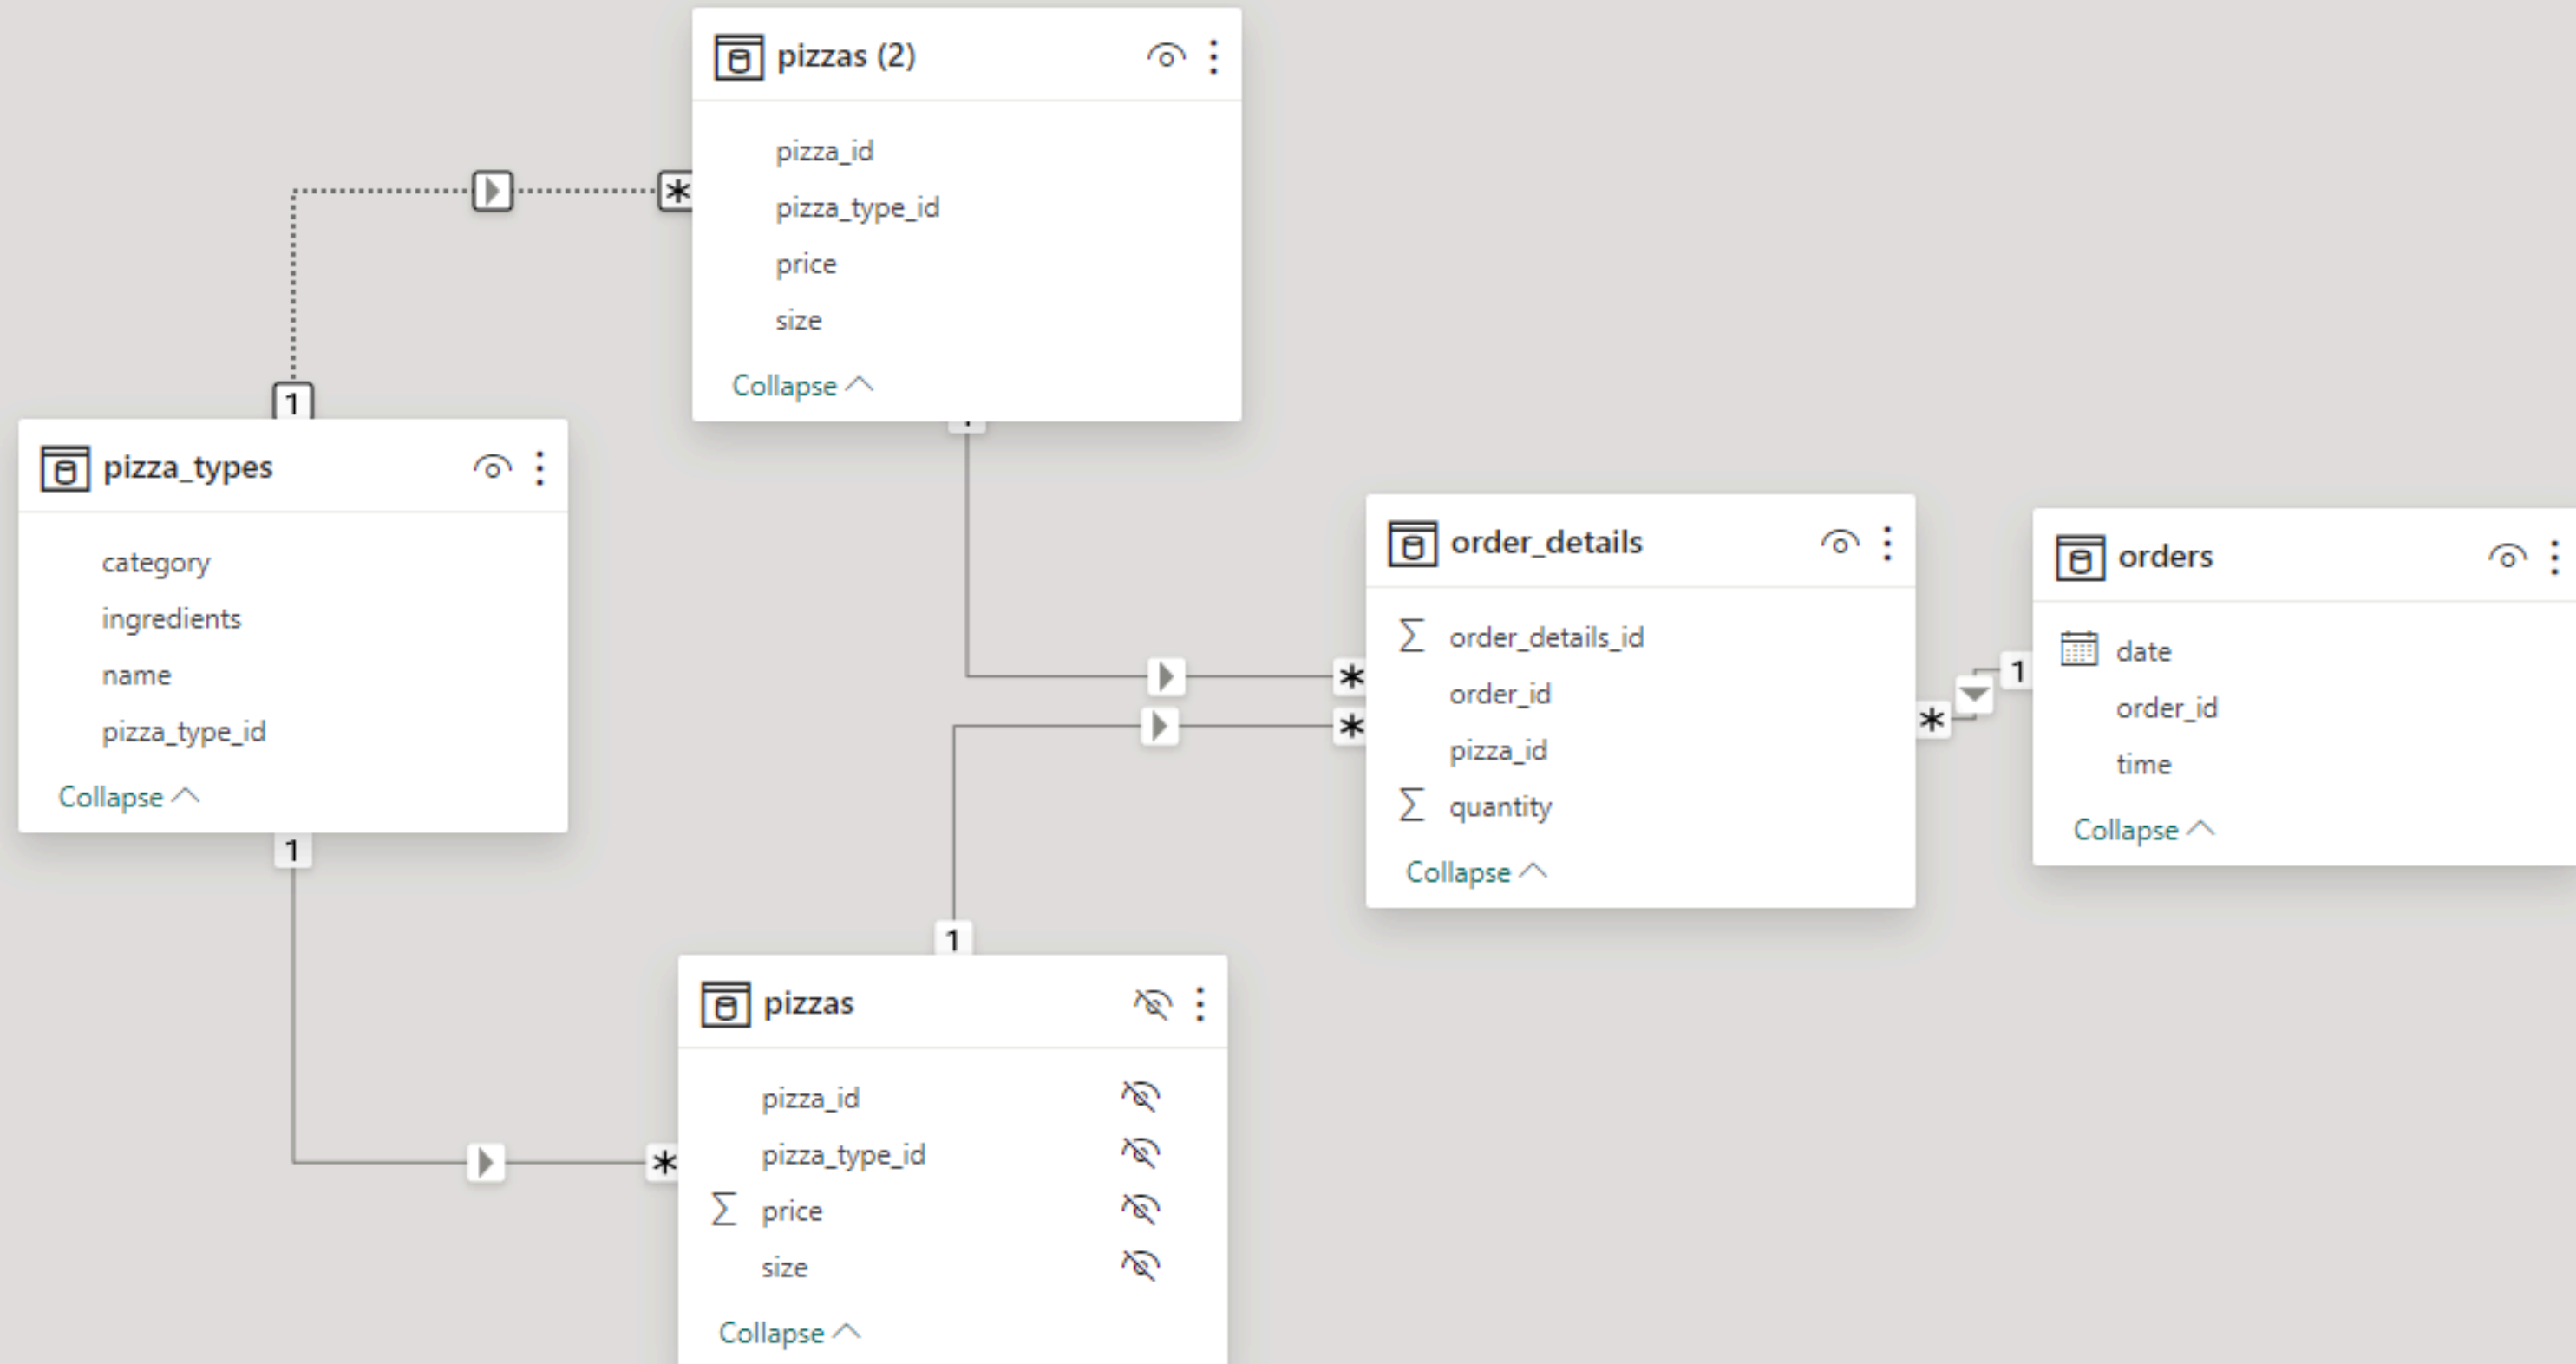 pizzas (2)
pizza_id
pizza_type_id
price
size
Collapse
*
1
1
pizza_types
category
ingredients
name
pizza_type_id
Collapse
1
order_details
order_details_id
order_id
pizza_id
quantity
Collapse
*
*
*
1
orders
date
order_id
time
Collapse
1
pizzas
pizza_id
pizza_type_id
price
size
Collapse
*